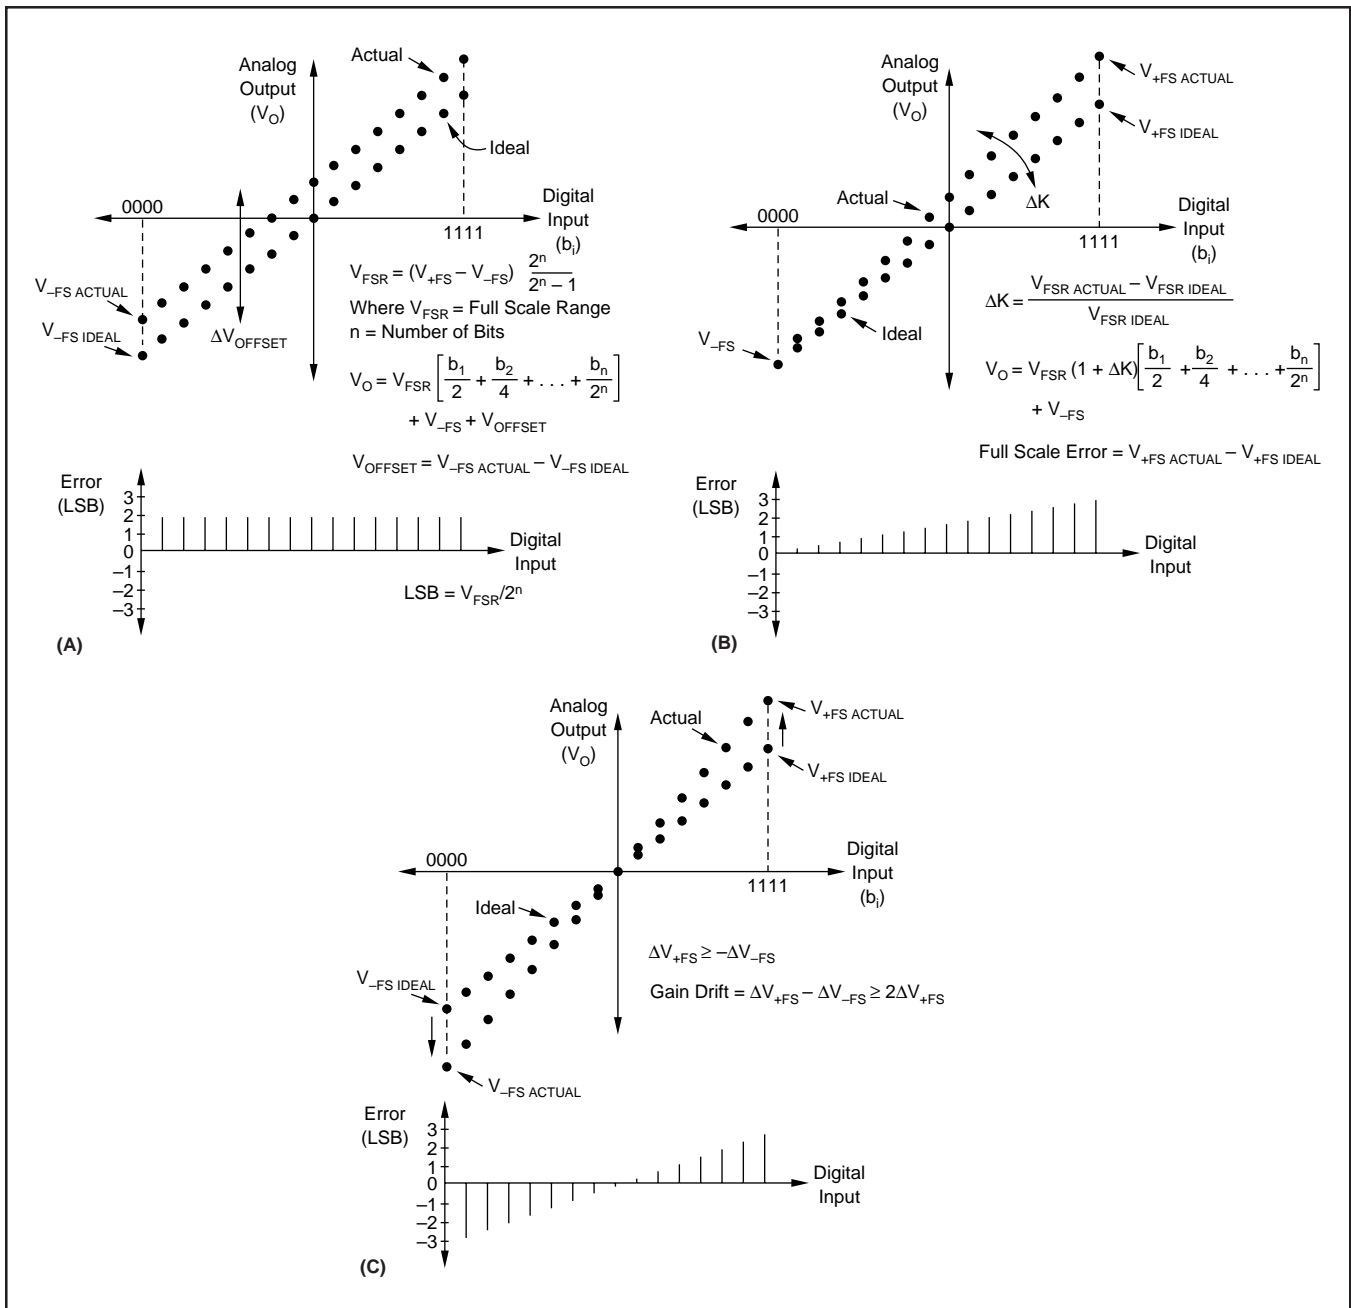 Actual
Analog
Output
(V_O)
Ideal
0000
Digital
Input
(b_i)
1111
V_–FS ACTUAL
V_–FS IDEAL
ΔV_OFFSET
V_FSR = (V_+FS – V_–FS) 2^n / 2^n – 1
Where V_FSR = Full Scale Range
n = Number of Bits
V_O = V_FSR [ b_1/2 + b_2/4 + . . . + b_n/2^n ]
+ V_–FS + V_OFFSET
V_OFFSET = V_–FS ACTUAL – V_–FS IDEAL
Error
(LSB)
3
2
1
0
–1
–2
–3
Digital
Input
LSB = V_FSR/2^n
(A)
Analog
Output
(V_O)
V_+FS ACTUAL
V_+FS IDEAL
Actual
ΔK
0000
Digital
Input
(b_i)
1111
V_–FS
Ideal
ΔK = V_FSR ACTUAL – V_FSR IDEAL / V_FSR IDEAL
V_O = V_FSR (1 + ΔK) [ b_1/2 + b_2/4 + . . . + b_n/2^n ]
+ V_–FS
Full Scale Error = V_+FS ACTUAL – V_+FS IDEAL
Error
(LSB)
3
2
1
0
–1
–2
–3
Digital
Input
(B)
Analog
Output
(V_O)
Actual
V_+FS ACTUAL
V_+FS IDEAL
0000
Digital
Input
(b_i)
1111
Ideal
V_–FS IDEAL
V_–FS ACTUAL
ΔV_+FS ≥ –ΔV_–FS
Gain Drift = ΔV_+FS – ΔV_–FS ≥ 2ΔV_+FS
Error
(LSB)
3
2
1
0
–1
–2
–3
Digital
Input
(C)